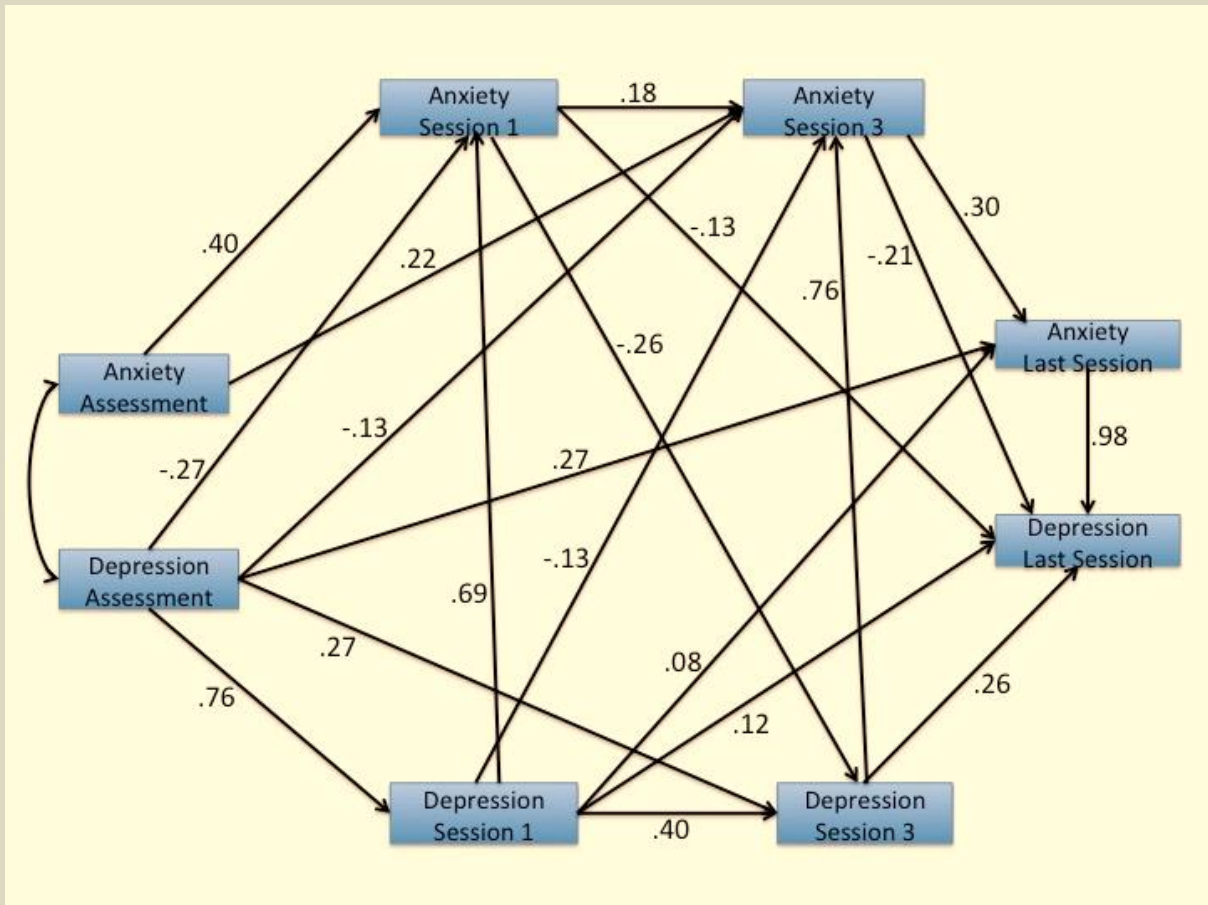 Anxiety
Session 1
.18
Anxiety
Session 3
.40
.22
-.13
-.21
.30
.76
-.26
Anxiety
Last Session
Anxiety
Assessment
-.13
-.27
.27
.98
Depression
Last Session
Depression
Assessment
-.13
.69
.27
.08
.76
.12
.26
Depression
Session 1
.40
Depression
Session 3